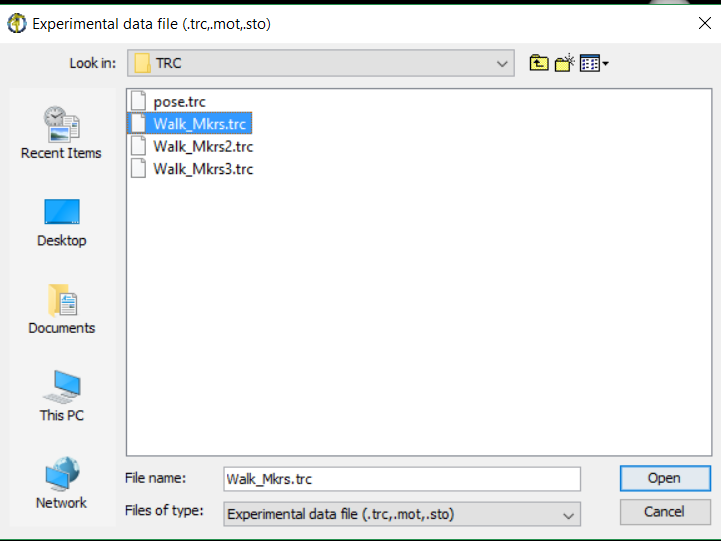 Experimental data file (.trc,.mot,.sto)
Look in: TRC
pose.trc
Walk_Mkrs.trc
Walk_Mkrs2.trc
Walk_Mkrs3.trc
Recent Items
Desktop
Documents
This PC
Network
File name: Walk_Mkrs.trc Open
Files of type: Experimental data file (.trc,.mot,.sto) Cancel